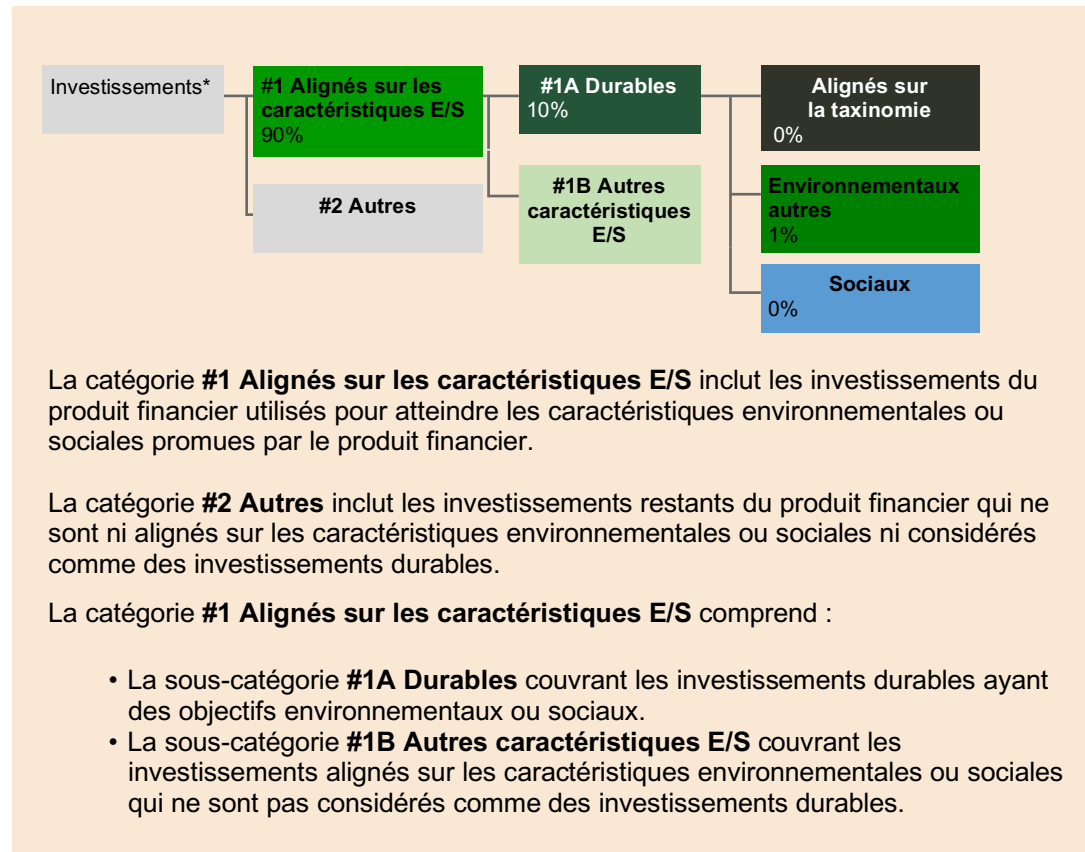 Investissements*
#1 Alignés sur les
caractéristiques E/S
90%
#2 Autres
#1A Durables
10%
#1B Autres
caractéristiques
E/S
Alignés sur
la taxinomie
0%
Environnementaux
autres
1%
Sociaux
0%
La catégorie #1 Alignés sur les caractéristiques E/S inclut les investissements du
produit financier utilisés pour atteindre les caractéristiques environnementales ou
sociales promues par le produit financier.
La catégorie #2 Autres inclut les investissements restants du produit financier qui ne
sont ni alignés sur les caractéristiques environnementales ou sociales ni considérés
comme des investissements durables.
La catégorie #1 Alignés sur les caractéristiques E/S comprend :
• La sous-catégorie #1A Durables couvrant les investissements durables ayant
des objectifs environnementaux ou sociaux.
• La sous-catégorie #1B Autres caractéristiques E/S couvrant les
investissements alignés sur les caractéristiques environnementales ou sociales
qui ne sont pas considérés comme des investissements durables.